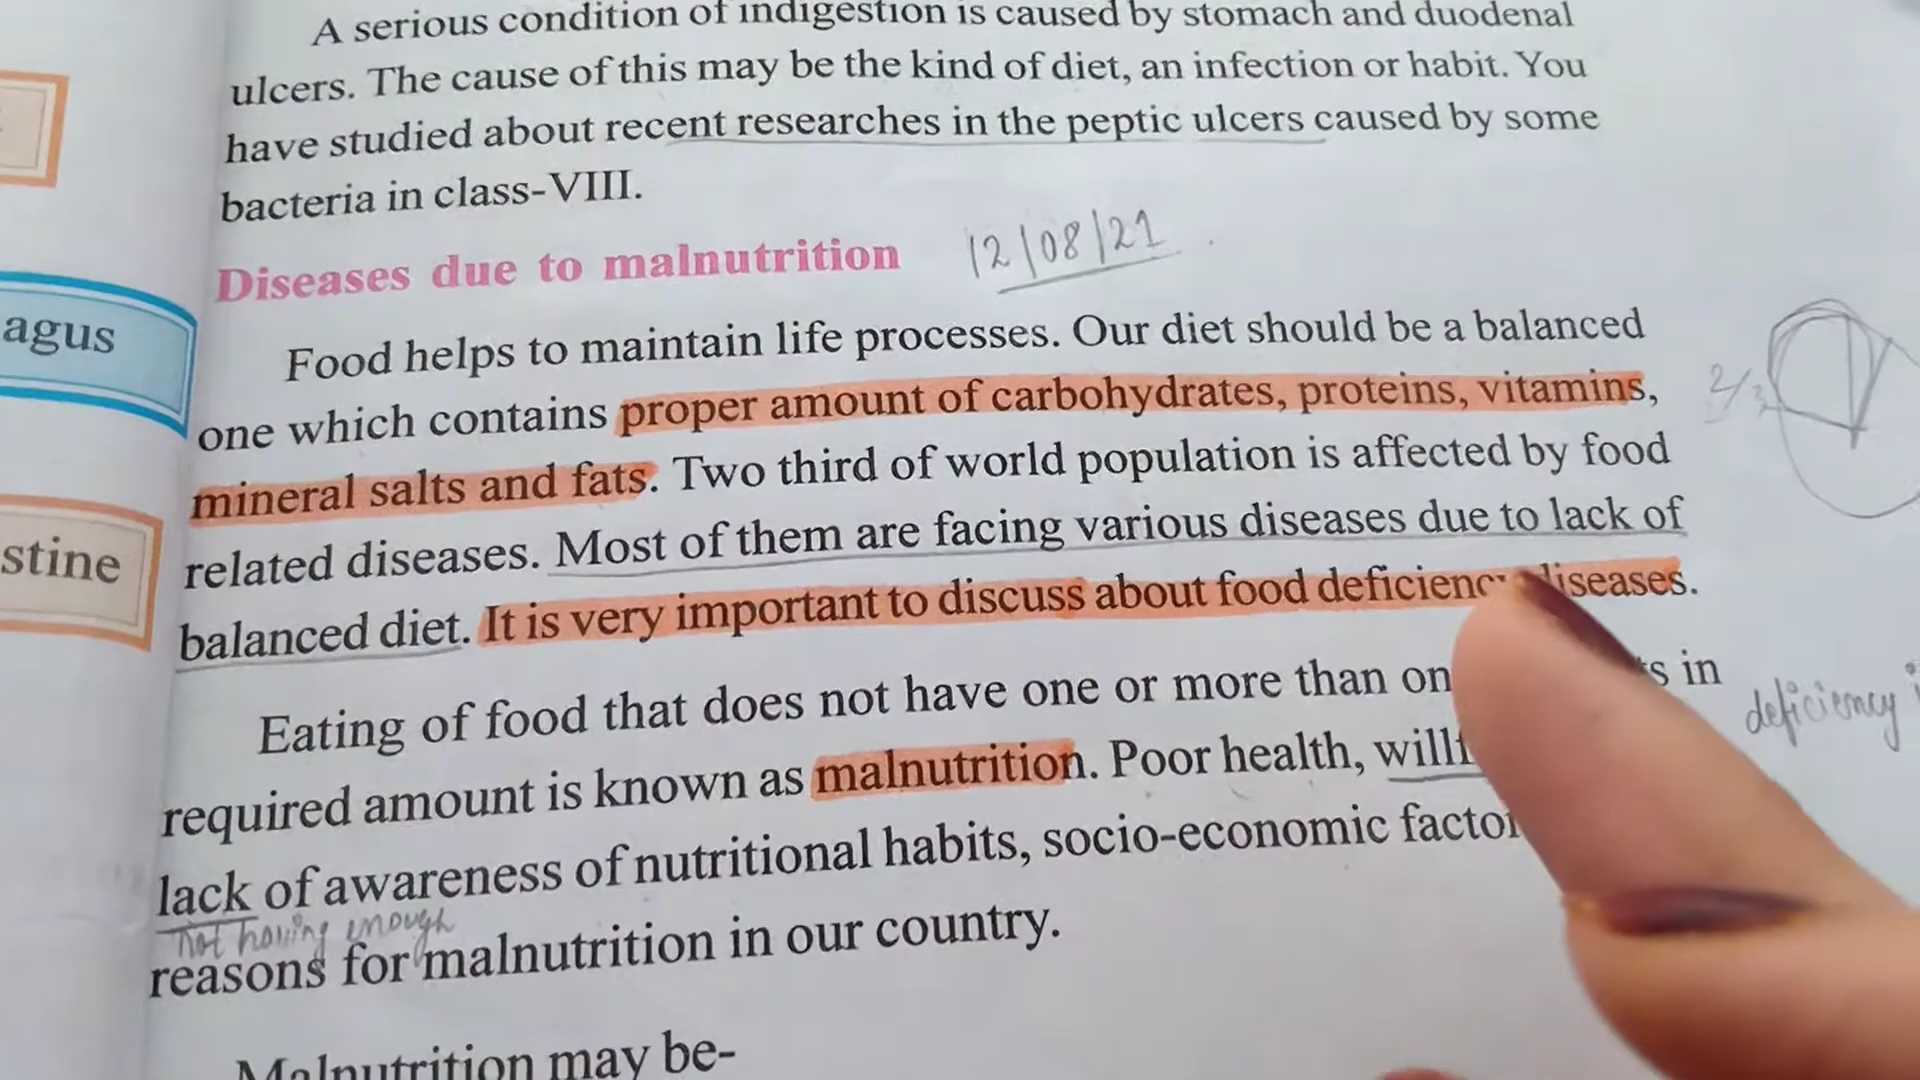 A serious condition of indigestion is caused by stomach and duodenal
ulcers. The cause of this may be the kind of diet, an infection or habit. You
have studied about recent researches in the peptic ulcers caused by some
bacteria in class-VIII.
Diseases due to malnutrition 12/08/21
agus
Food helps to maintain life processes. Our diet should be a balanced
one which contains proper amount of carbohydrates, proteins, vitamins, 2/3
mineral salts and fats. Two third of world population is affected by food
stine
related diseases. Most of them are facing various diseases due to lack of
balanced diet. It is very important to discuss about food deficiency diseases.
Eating of food that does not have one or more than on s in
deficiency
required amount is known as malnutrition. Poor health, willf
lack of awareness of nutritional habits, socio-economic factor
not having enough
reasons for malnutrition in our country.
Malnutrition may be-